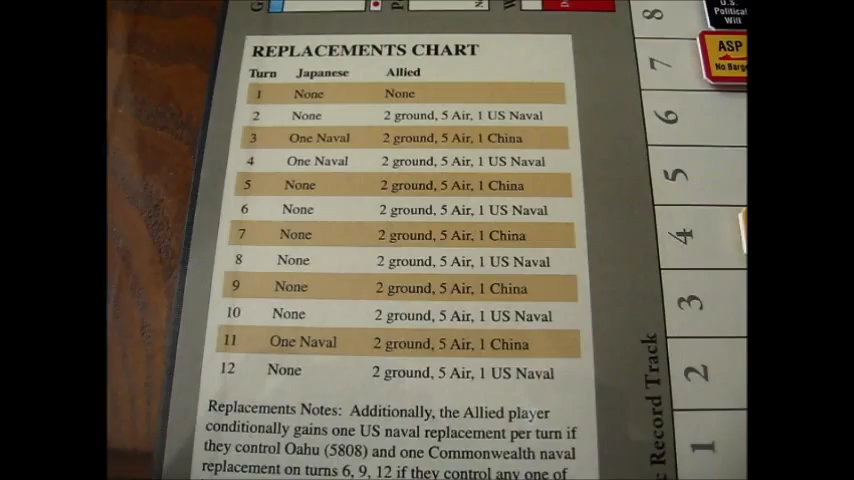 REPLACEMENTS CHART
Turn Japanese Allied
1 None None
2 None 2 ground, 5 Air, 1 US Naval
3 One Naval 2 ground, 5 Air, 1 China
4 One Naval 2 ground, 5 Air, 1 US Naval
5 None 2 ground, 5 Air, 1 China
6 None 2 ground, 5 Air, 1 US Naval
7 None 2 ground, 5 Air, 1 China
8 None 2 ground, 5 Air, 1 US Naval
9 None 2 ground, 5 Air, 1 China
10 None 2 ground, 5 Air, 1 US Naval
11 One Naval 2 ground, 5 Air, 1 China
12 None 2 ground, 5 Air, 1 US Naval
Replacements Notes: Additionally, the Allied player
conditionally gains one US naval replacement per turn if
they control Oahu (5808) and one Commonwealth naval
replacement on turns 6, 9, 12 if they control any one of
U.S.
Political
Will
ASP
No Barge
8
7
6
5
4
3
2
1
Record Track